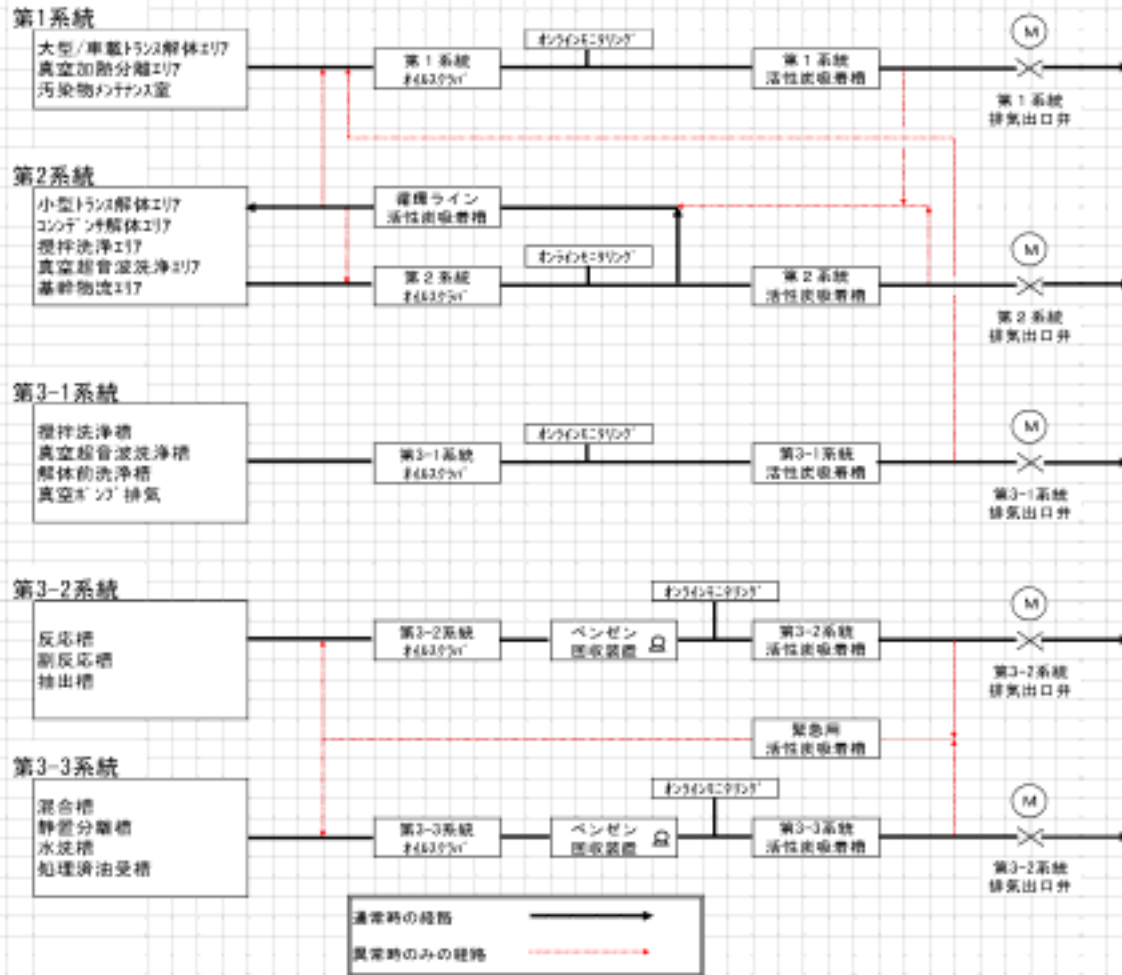 第1系統
大型/車載トランス解体エリア
真空加熱分離エリア
汚染物メンテナンス室
第1系統
オイルスクラバ
オンラインモニタリング
第1系統
活性炭吸着槽
M
第1系統
排気出口弁
第2系統
小型トランス解体エリア
コンデンサ解体エリア
攪拌洗浄エリア
真空超音波洗浄エリア
基幹物流エリア
循環ライン
活性炭吸着槽
第2系統
オイルスクラバ
オンラインモニタリング
第2系統
活性炭吸着槽
M
第2系統
排気出口弁
第3-1系統
攪拌洗浄槽
真空超音波洗浄槽
解体前洗浄槽
真空ポンプ排気
第3-1系統
オイルスクラバ
オンラインモニタリング
第3-1系統
活性炭吸着槽
M
第3-1系統
排気出口弁
第3-2系統
反応槽
副反応槽
抽出槽
第3-2系統
オイルスクラバ
ベンゼン
回収装置
オンラインモニタリング
第3-2系統
活性炭吸着槽
M
第3-2系統
排気出口弁
緊急用
活性炭吸着槽
第3-3系統
混合槽
静置分離槽
水洗槽
処理済油受槽
第3-3系統
オイルスクラバ
ベンゼン
回収装置
オンラインモニタリング
第3-3系統
活性炭吸着槽
M
第3-2系統
排気出口弁
通常時の経路
異常時のみの経路